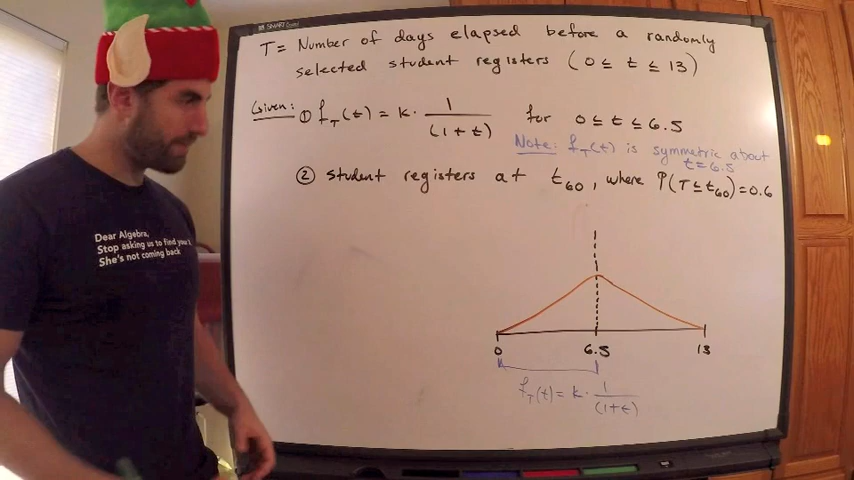 SMART
T = Number of days elapsed before a randomly
selected student registers (0 ≤ t ≤ 13)
Given: ① f_T(t) = k · 1/(1+t) for 0 ≤ t ≤ 6.5
Note: f_T(t) is symmetric about
t=6.5
② Student registers at t_60, where P(T ≤ t_60) = 0.6
Dear Algebra,
Stop asking us to find your
She's not coming back
0 6.5 13
f_T(t) = k · 1/(1+t)